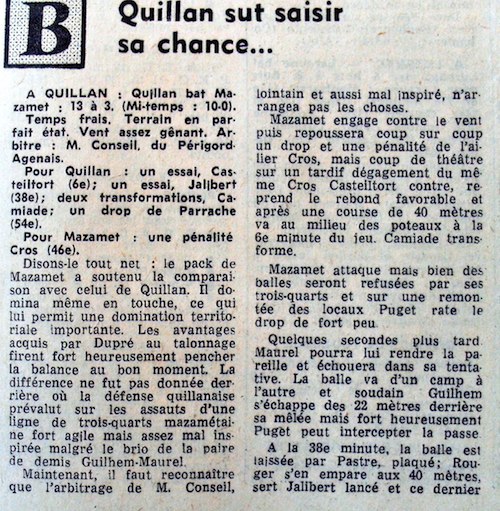 B
Quillan sut saisir
sa chance...
A QUILLAN : Quillan bat Ma-
zamet : 13 à 3. (Mi-temps : 10-0).
Temps frais. Terrain en par-
fait état. Vent assez gênant. Ar-
bitre : M. Conseil, du Périgord-
Agenais.
Pour Quillan : un essai, Cas-
teiltort (6e); un essai, Jalibert
(38e); deux transformations, Ca-
miade; un drop de Parrache
(54e).
Pour Mazamet : une pénalité
Cros (46e).
Disons-le tout net : le pack de
Mazamet a soutenu la comparai-
son avec celui de Quillan. Il do-
mina même en touche, ce qui
lui permit une domination territo-
riale importante. Les avantages
acquis par Dupré au talonnage
firent fort heureusement pencher
la balance au bon moment. La
différence ne fut pas donnée der-
rière où la défense quillanaise
prévalut sur les assauts d'une
ligne de trois-quarts mazamétai-
ne fort agile mais assez mal ins-
pirée malgré le brio de la paire
de demis Guilhem-Maurel.
Maintenant, il faut reconnaître
que l'arbitrage de M. Conseil,
lointain et aussi mal inspiré, n'ar-
rangea pas les choses.
Mazamet engage contre le vent
puis repoussera coup sur coup
un drop et une pénalité de l'ai-
lier Cros, mais coup de théâtre
sur un tardif dégagement du mê-
me Cros Castelltort contre, re-
prend le rebond favorable et
après une course de 40 mètres
va au milieu des poteaux à la
6e minute du jeu. Camiade trans-
forme.
Mazamet attaque mais bien des
balles seront refusées par ses
trois-quarts et sur une remon-
tée des locaux Puget rate le
drop de fort peu.
Quelques secondes plus tard
Maurel pourra lui rendre la pa-
reille et échouera dans sa tenta-
tive. La balle va d'un camp à
l'autre et soudain Guilhem
s'échappe des 22 mètres derrière
sa mêlée mais fort heureusement
Puget peut intercepter la passe
A la 38e minute, la balle est
laissée par Pastre, plaqué; Rou-
ger s'en empare aux 40 mètres,
sert Jalibert lancé et ce dernier